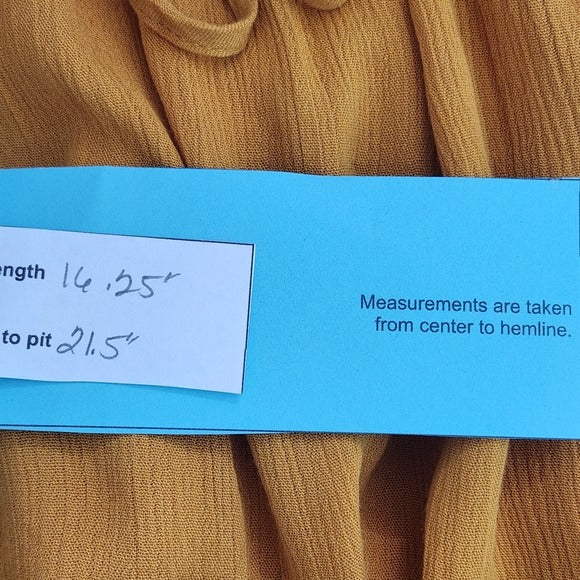 ength 16.25"
to pit 21.5"
Measurements are taken
from center to hemline.